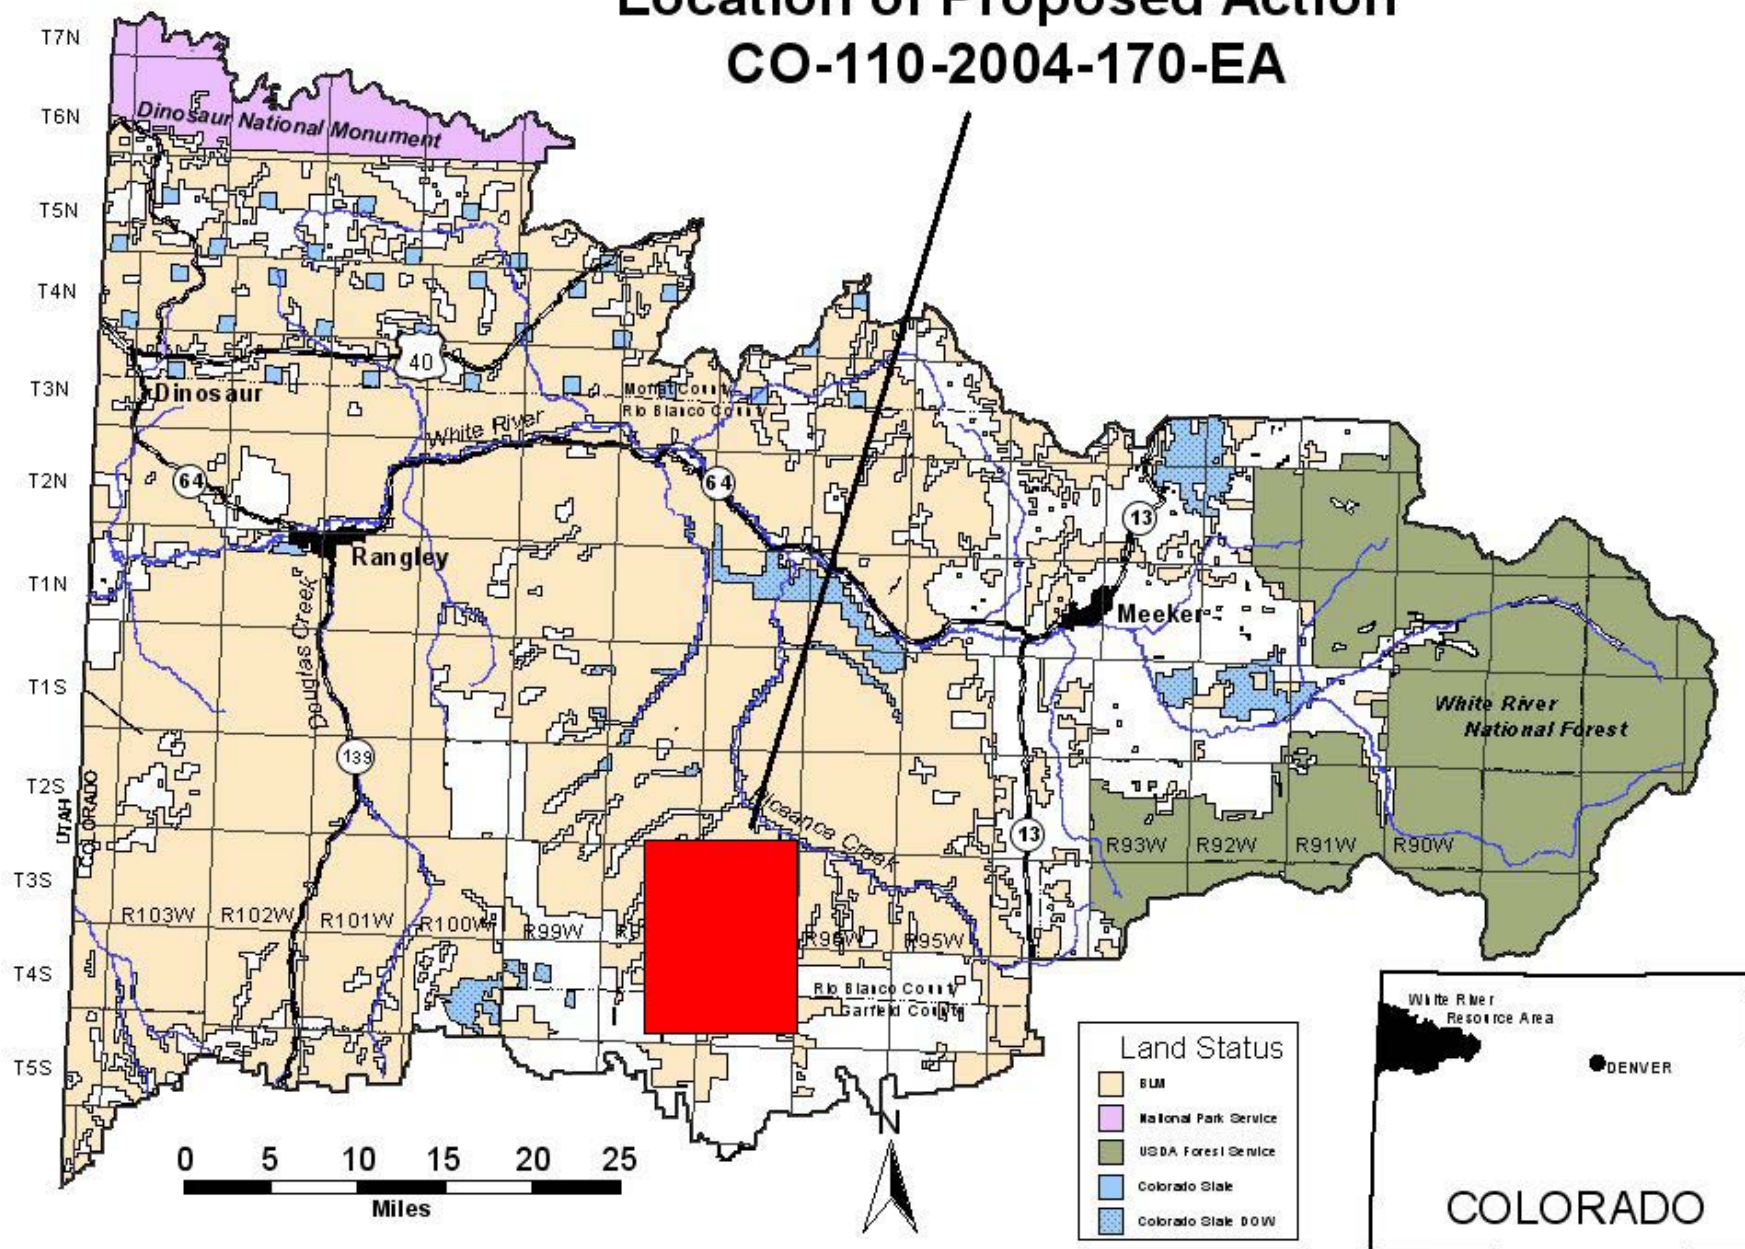 Location of Proposed Action
CO-110-2004-170-EA
T7N
T6N
T5N
T4N
T3N
T2N
T1N
T1S
T2S
T3S
T4S
T5S
Dinosaur National Monument
40
Dinosaur
Moffat County
Rio Blanco County
White River
64
64
13
Rangley
Meeker
Douglas Creek
White River
National Forest
139
UTAH
COLORADO
Piceance Creek
13
R93W
R92W
R91W
R90W
R103W
R102W
R101W
R100W
R99W
R96W
R95W
Rio Blanco County
Garfield County
0 5 10 15 20 25
Miles
N
Land Status
BLM
National Park Service
USDA Forest Service
Colorado State
Colorado State DOW
White River
Resource Area
DENVER
COLORADO